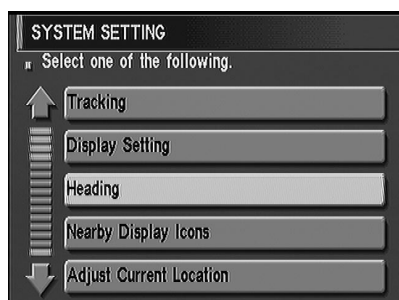 SYSTEM SETTING
Select one of the following.
Tracking
Display Setting
Heading
Nearby Display Icons
Adjust Current Location